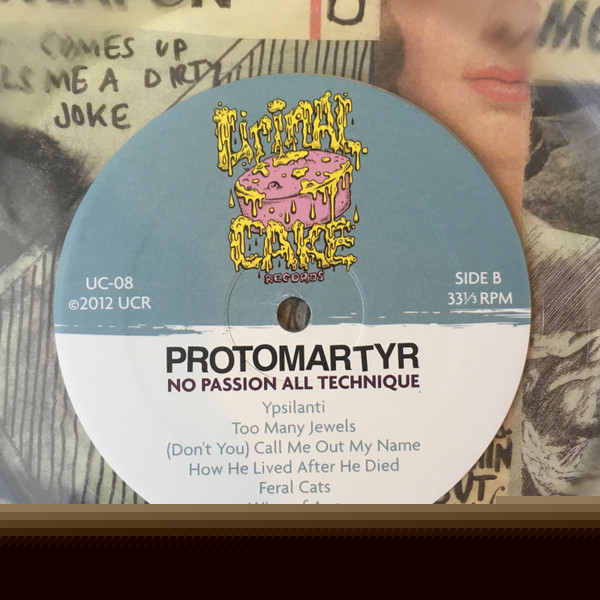 COMES UP
ME A DIRTY
JOKE
Urinal
CAKE
RECORDS
UC-08
©2012 UCR
SIDE B
33⅓ RPM
PROTOMARTYR
NO PASSION ALL TECHNIQUE
Ypsilanti
Too Many Jewels
(Don't You) Call Me Out My Name
How He Lived After He Died
Feral Cats